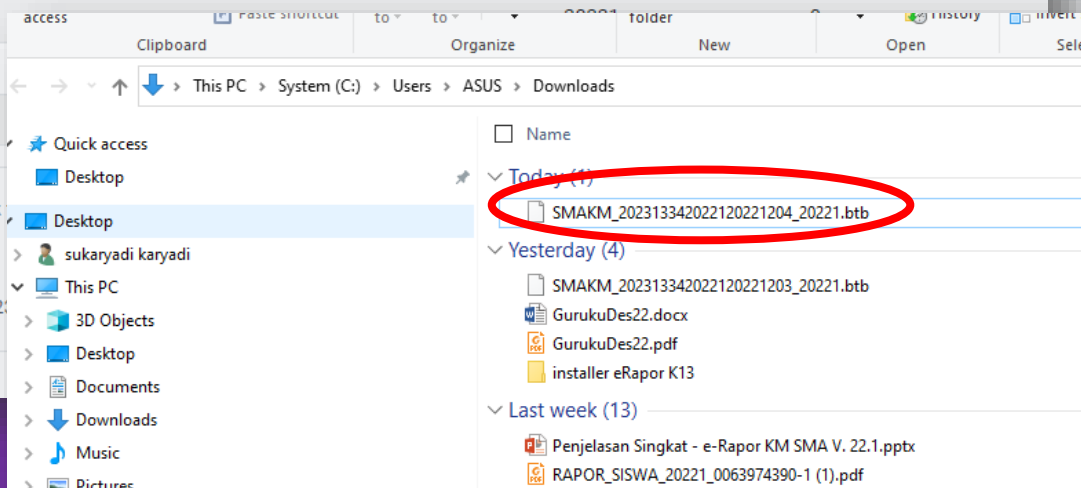 access Paste shortcut to to folder History Invert
Clipboard Organize New Open
This PC > System (C:) > Users > ASUS > Downloads
Quick access
Desktop
Desktop
sukaryadi karyadi
This PC
3D Objects
Desktop
Documents
Downloads
Music
Pictures
Name
Today (1)
SMAKM_202313342022120221204_20221.btb
Yesterday (4)
SMAKM_202313342022120221203_20221.btb
GurukuDes22.docx
GurukuDes22.pdf
installer eRapor K13
Last week (13)
Penjelasan Singkat - e-Rapor KM SMA V. 22.1.pptx
RAPOR_SISWA_20221_0063974390-1 (1).pdf